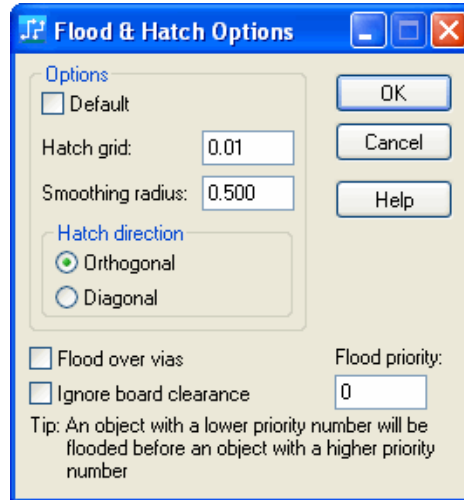 Flood & Hatch Options
Options
Default
Hatch grid: 0.01
Smoothing radius: 0.500
Hatch direction
Orthogonal
Diagonal
OK
Cancel
Help
Flood over vias
Ignore board clearance
Flood priority:
0
Tip: An object with a lower priority number will be
flooded before an object with a higher priority
number